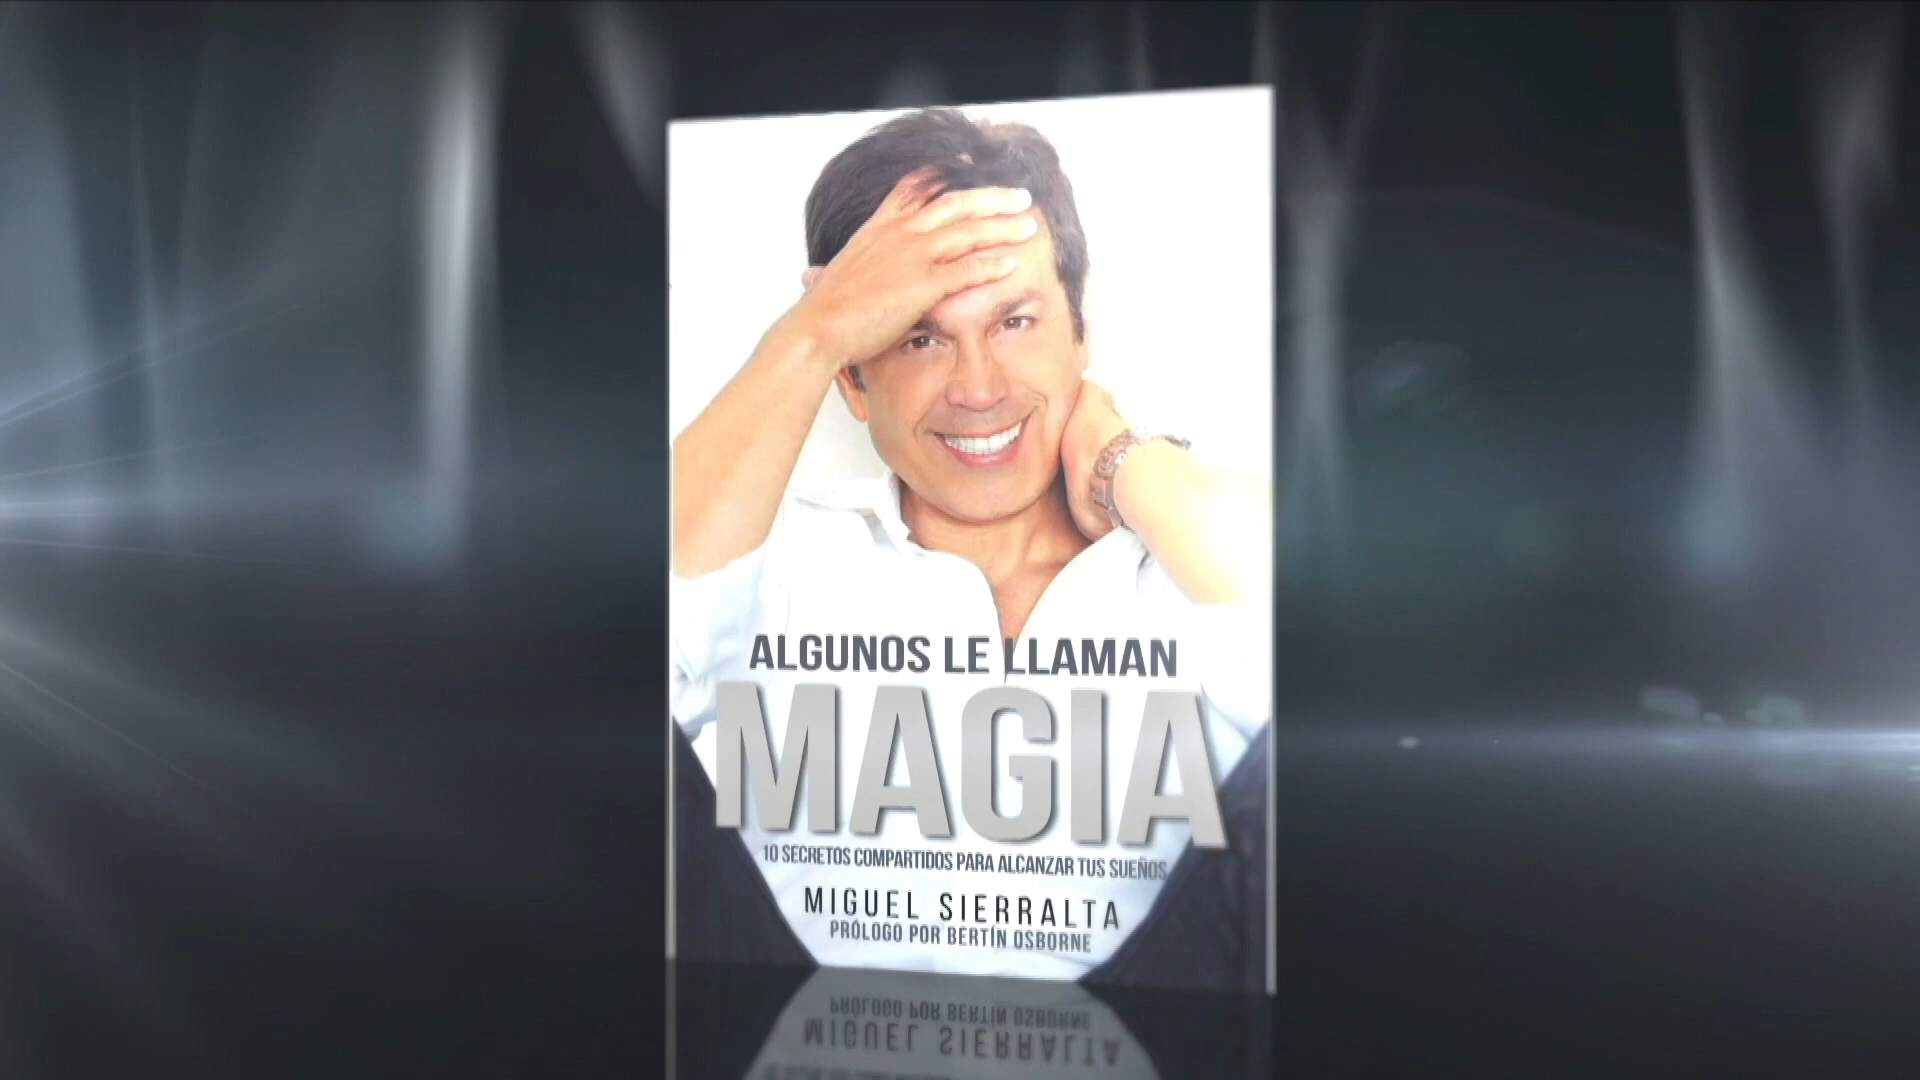 ALGUNOS LE LLAMAN
MAGIA
10 SECRETOS COMPARTIDOS PARA ALCANZAR TUS SUEÑOS
MIGUEL SIERRALTA
PRÓLOGO POR BERTÍN OSBORNE